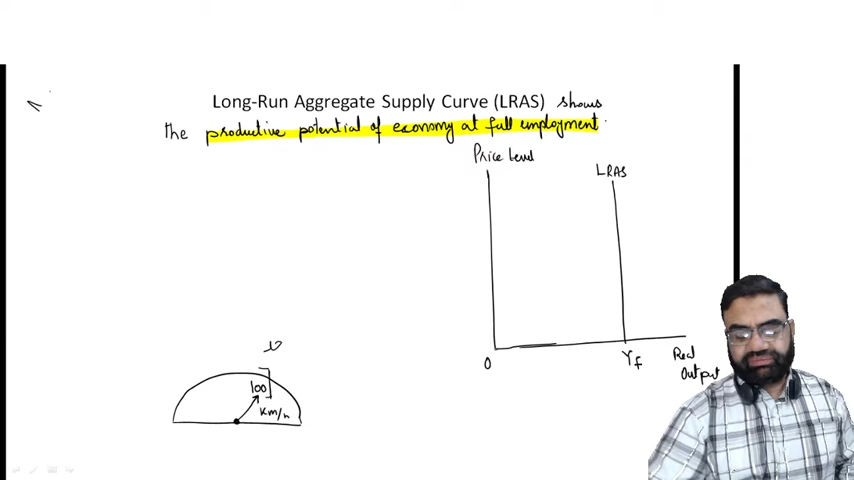 Long-Run Aggregate Supply Curve (LRAS) shows
the productive potential of economy at full employment.
Price Level
LRAS
100
Km/h
0
Yf
Real
Output